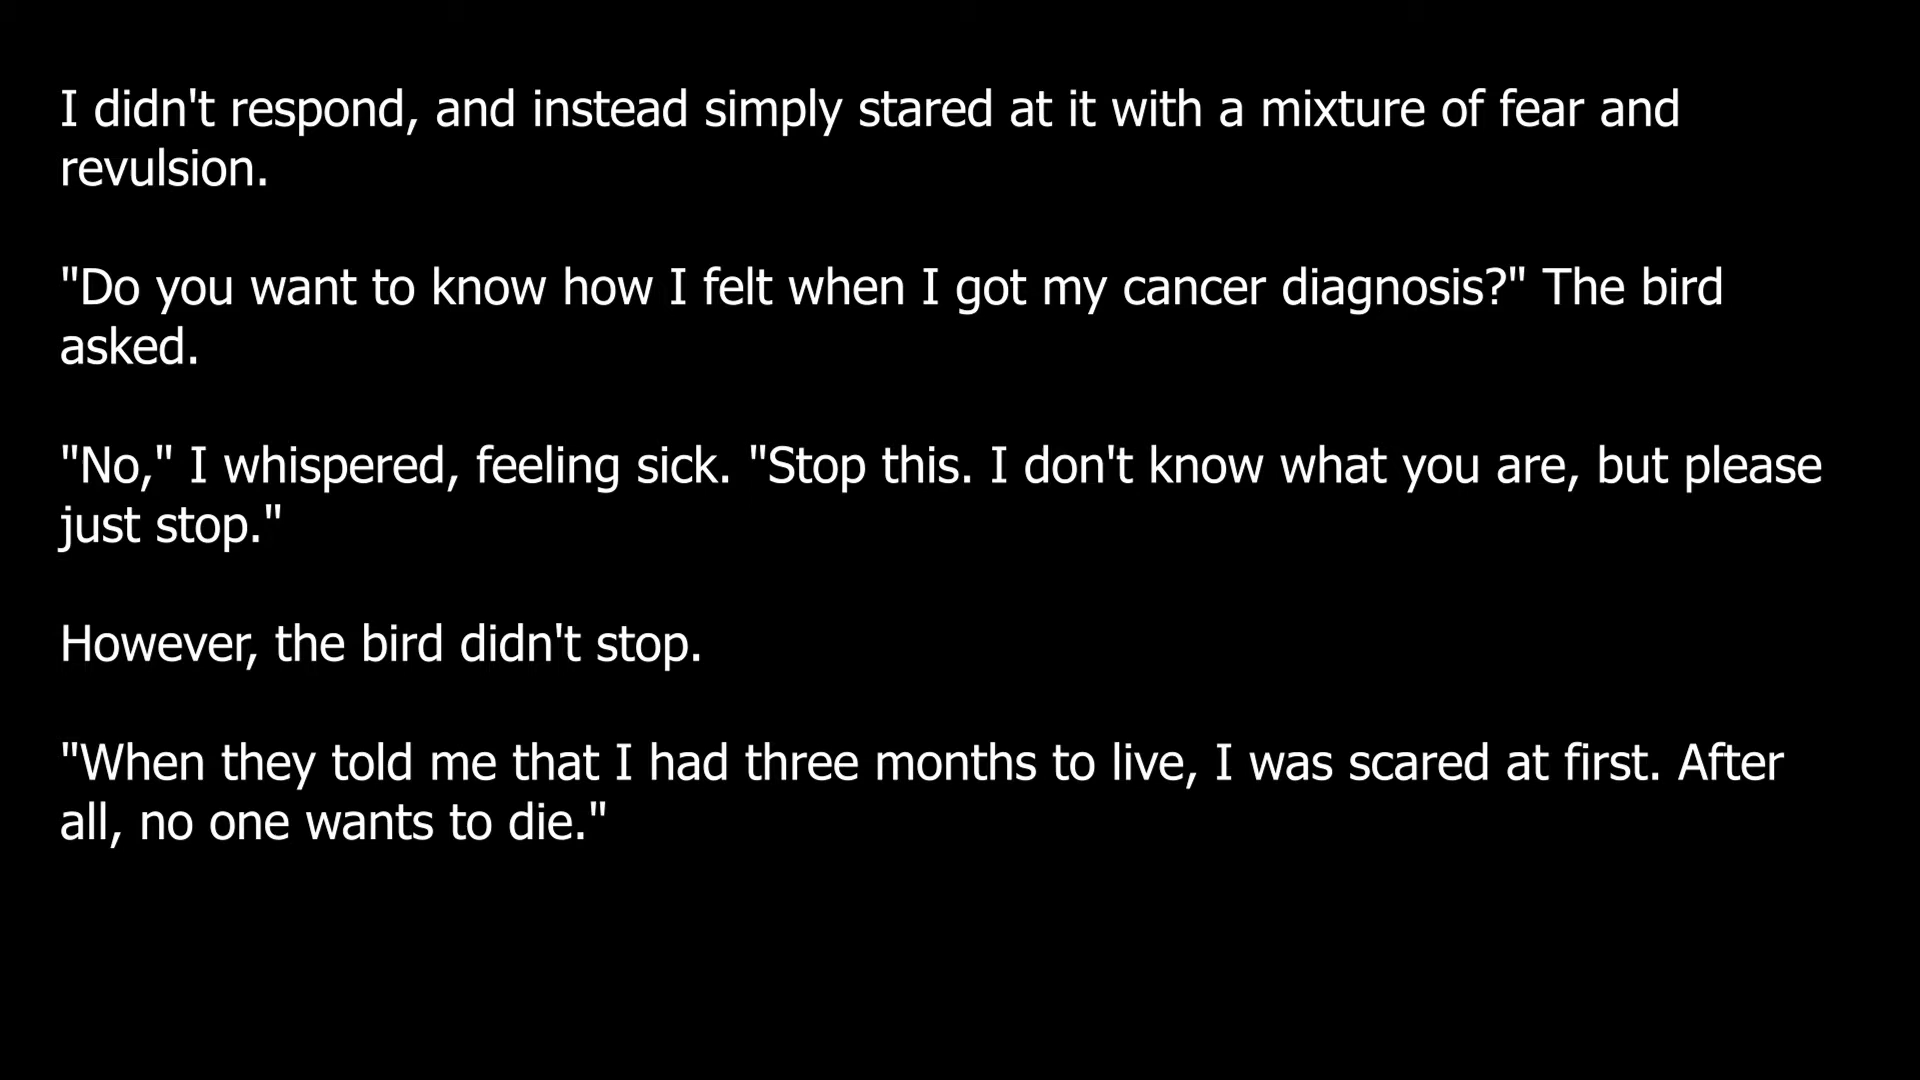 I didn't respond, and instead simply stared at it with a mixture of fear and
revulsion.
"Do you want to know how I felt when I got my cancer diagnosis?" The bird
asked.
"No," I whispered, feeling sick. "Stop this. I don't know what you are, but please
just stop."
However, the bird didn't stop.
"When they told me that I had three months to live, I was scared at first. After
all, no one wants to die."